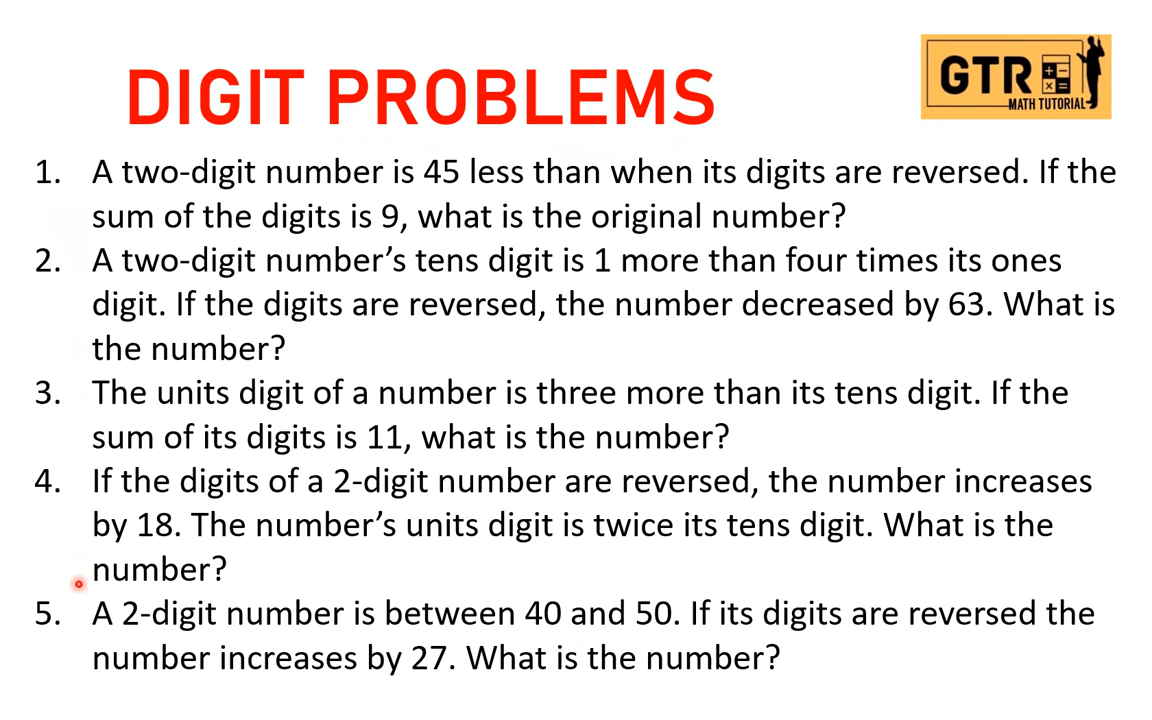 DIGIT PROBLEMS
GTR
+ −
× =
MATH TUTORIAL
1. A two-digit number is 45 less than when its digits are reversed. If the
sum of the digits is 9, what is the original number?
2. A two-digit number’s tens digit is 1 more than four times its ones
digit. If the digits are reversed, the number decreased by 63. What is
the number?
3. The units digit of a number is three more than its tens digit. If the
sum of its digits is 11, what is the number?
4. If the digits of a 2-digit number are reversed, the number increases
by 18. The number’s units digit is twice its tens digit. What is the
number?
5. A 2-digit number is between 40 and 50. If its digits are reversed the
number increases by 27. What is the number?